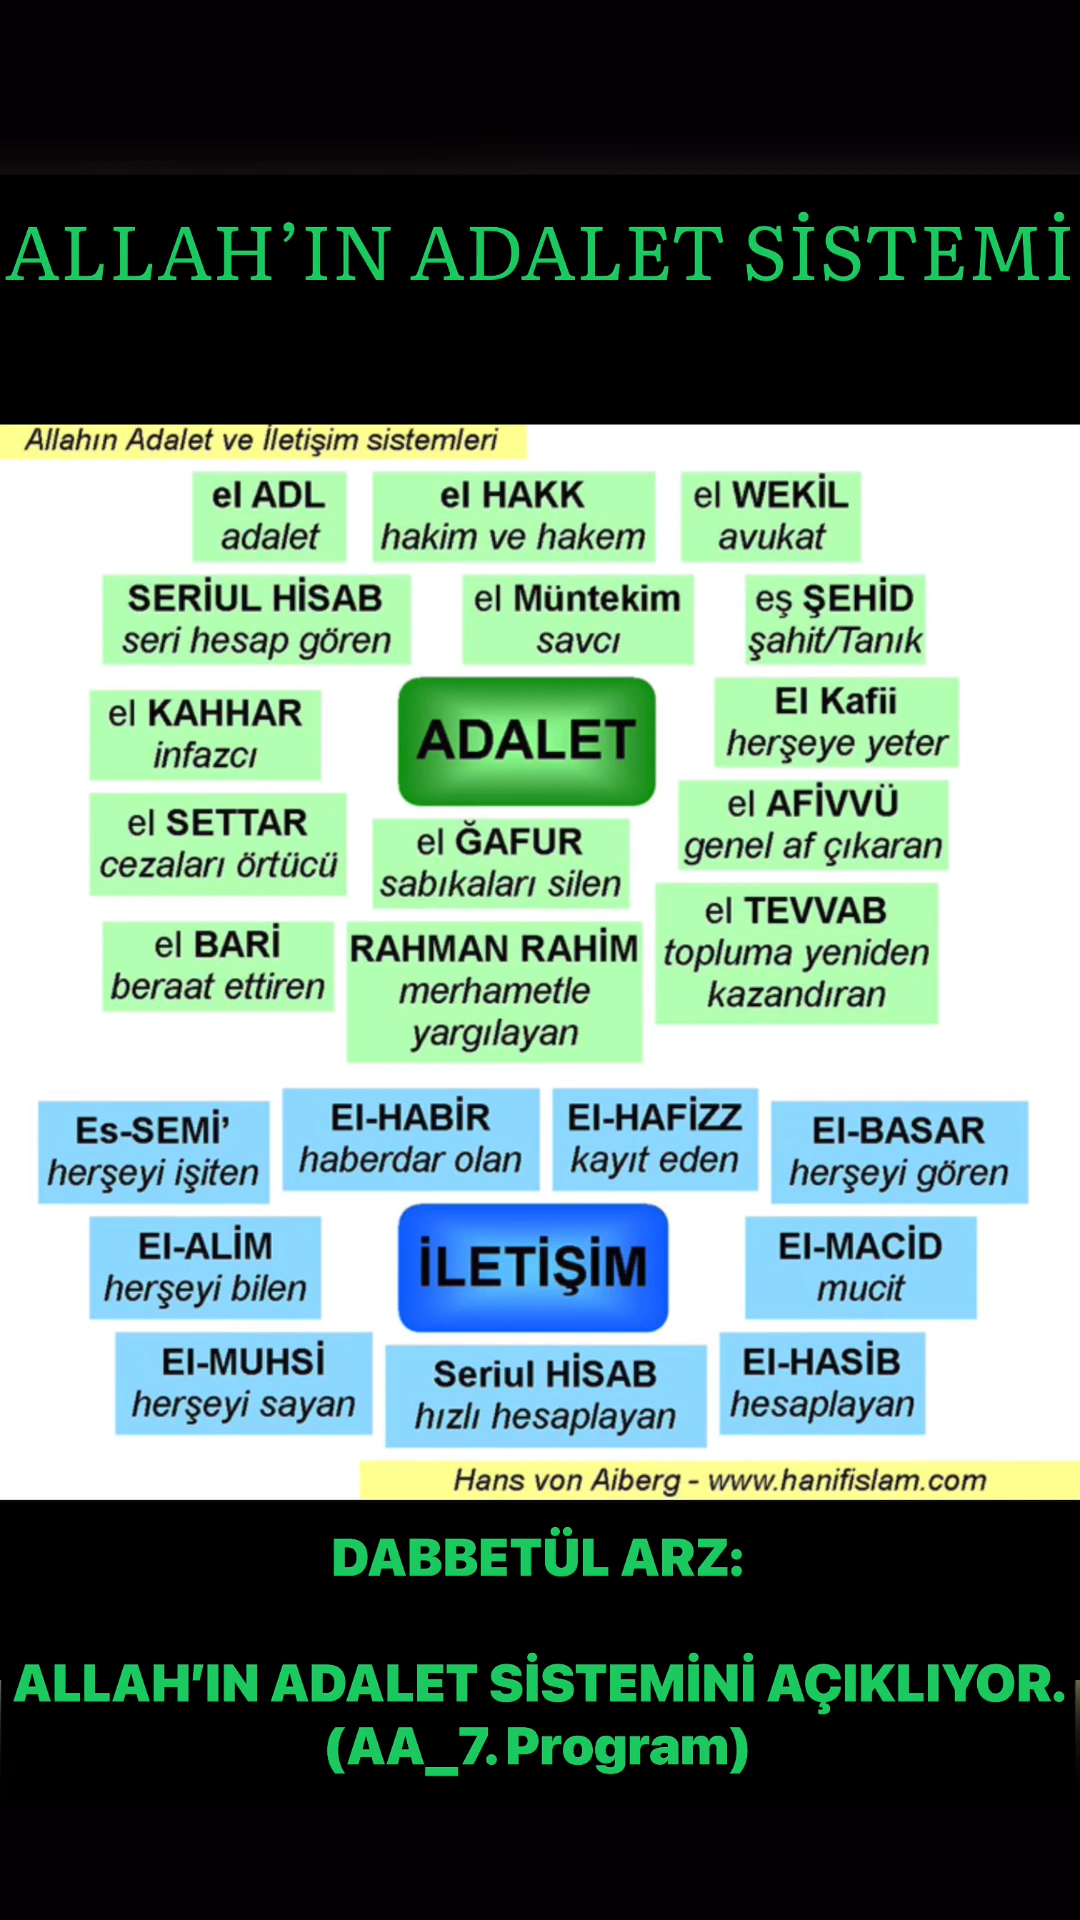 ALLAH’IN ADALET SİSTEMİ
Allahın Adalet ve İletişim sistemleri
el ADL
adalet
el HAKK
hakim ve hakem
el WEKİL
avukat
SERİUL HİSAB
seri hesap gören
el Müntekim
savcı
eş ŞEHİD
şahit/Tanık
el KAHHAR
infazcı
ADALET
El Kafii
herşeye yeter
el SETTAR
cezaları örtücü
el ĞAFUR
sabıkaları silen
el AFİVVÜ
genel af çıkaran
el BARİ
beraat ettiren
RAHMAN RAHİM
merhametle
yargılayan
el TEVVAB
topluma yeniden
kazandıran
Es-SEMİ’
herşeyi işiten
El-HABİR
haberdar olan
El-HAFİZZ
kayıt eden
El-BASAR
herşeyi gören
El-ALİM
herşeyi bilen
İLETİŞİM
El-MACİD
mucit
El-MUHSİ
herşeyi sayan
Seriul HİSAB
hızlı hesaplayan
El-HASİB
hesaplayan
Hans von Aiberg - www.hanifislam.com
DABBETÜL ARZ:
ALLAH’IN ADALET SİSTEMİNİ AÇIKLIYOR.
(AA_7. Program)